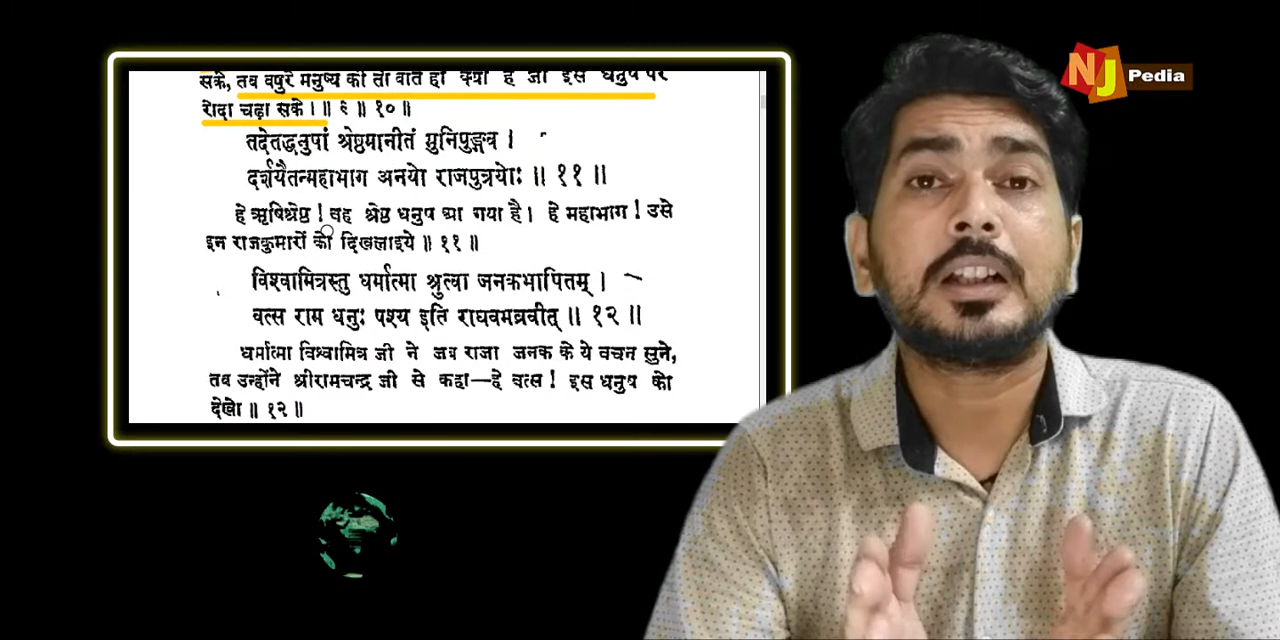 सके, तब बपुरे मनुष्य की तो बात ही क्या है जो इस धनुष पर
रोदा चढ़ा सके । ॥ ६ ॥ १० ॥
तदेतद्धनुषां श्रेष्ठमानीतं मुनिपुङ्गव ।
दर्शयैतन्महाभाग अनयो राजपुत्रयोः ॥ ११ ॥
हे ऋषिश्रेष्ठ ! वह श्रेष्ठ धनुष आ गया है । हे महाभाग ! उसे
इन राजकुमारों को दिखलाइये ॥ ११ ॥
विश्वामित्रस्तु धर्मात्मा श्रुत्वा जनकभाषितम् ।
वत्स राम धनुः पश्य इति राघवमब्रवीत् ॥ १२ ॥
धर्मात्मा विश्वामित्र जी ने जब राजा जनक के ये वचन सुने,
तब उन्होंने श्रीरामचन्द्र जी से कहा—हे वत्स ! इस धनुष को
देखो ॥ १२ ॥
NJ Pedia